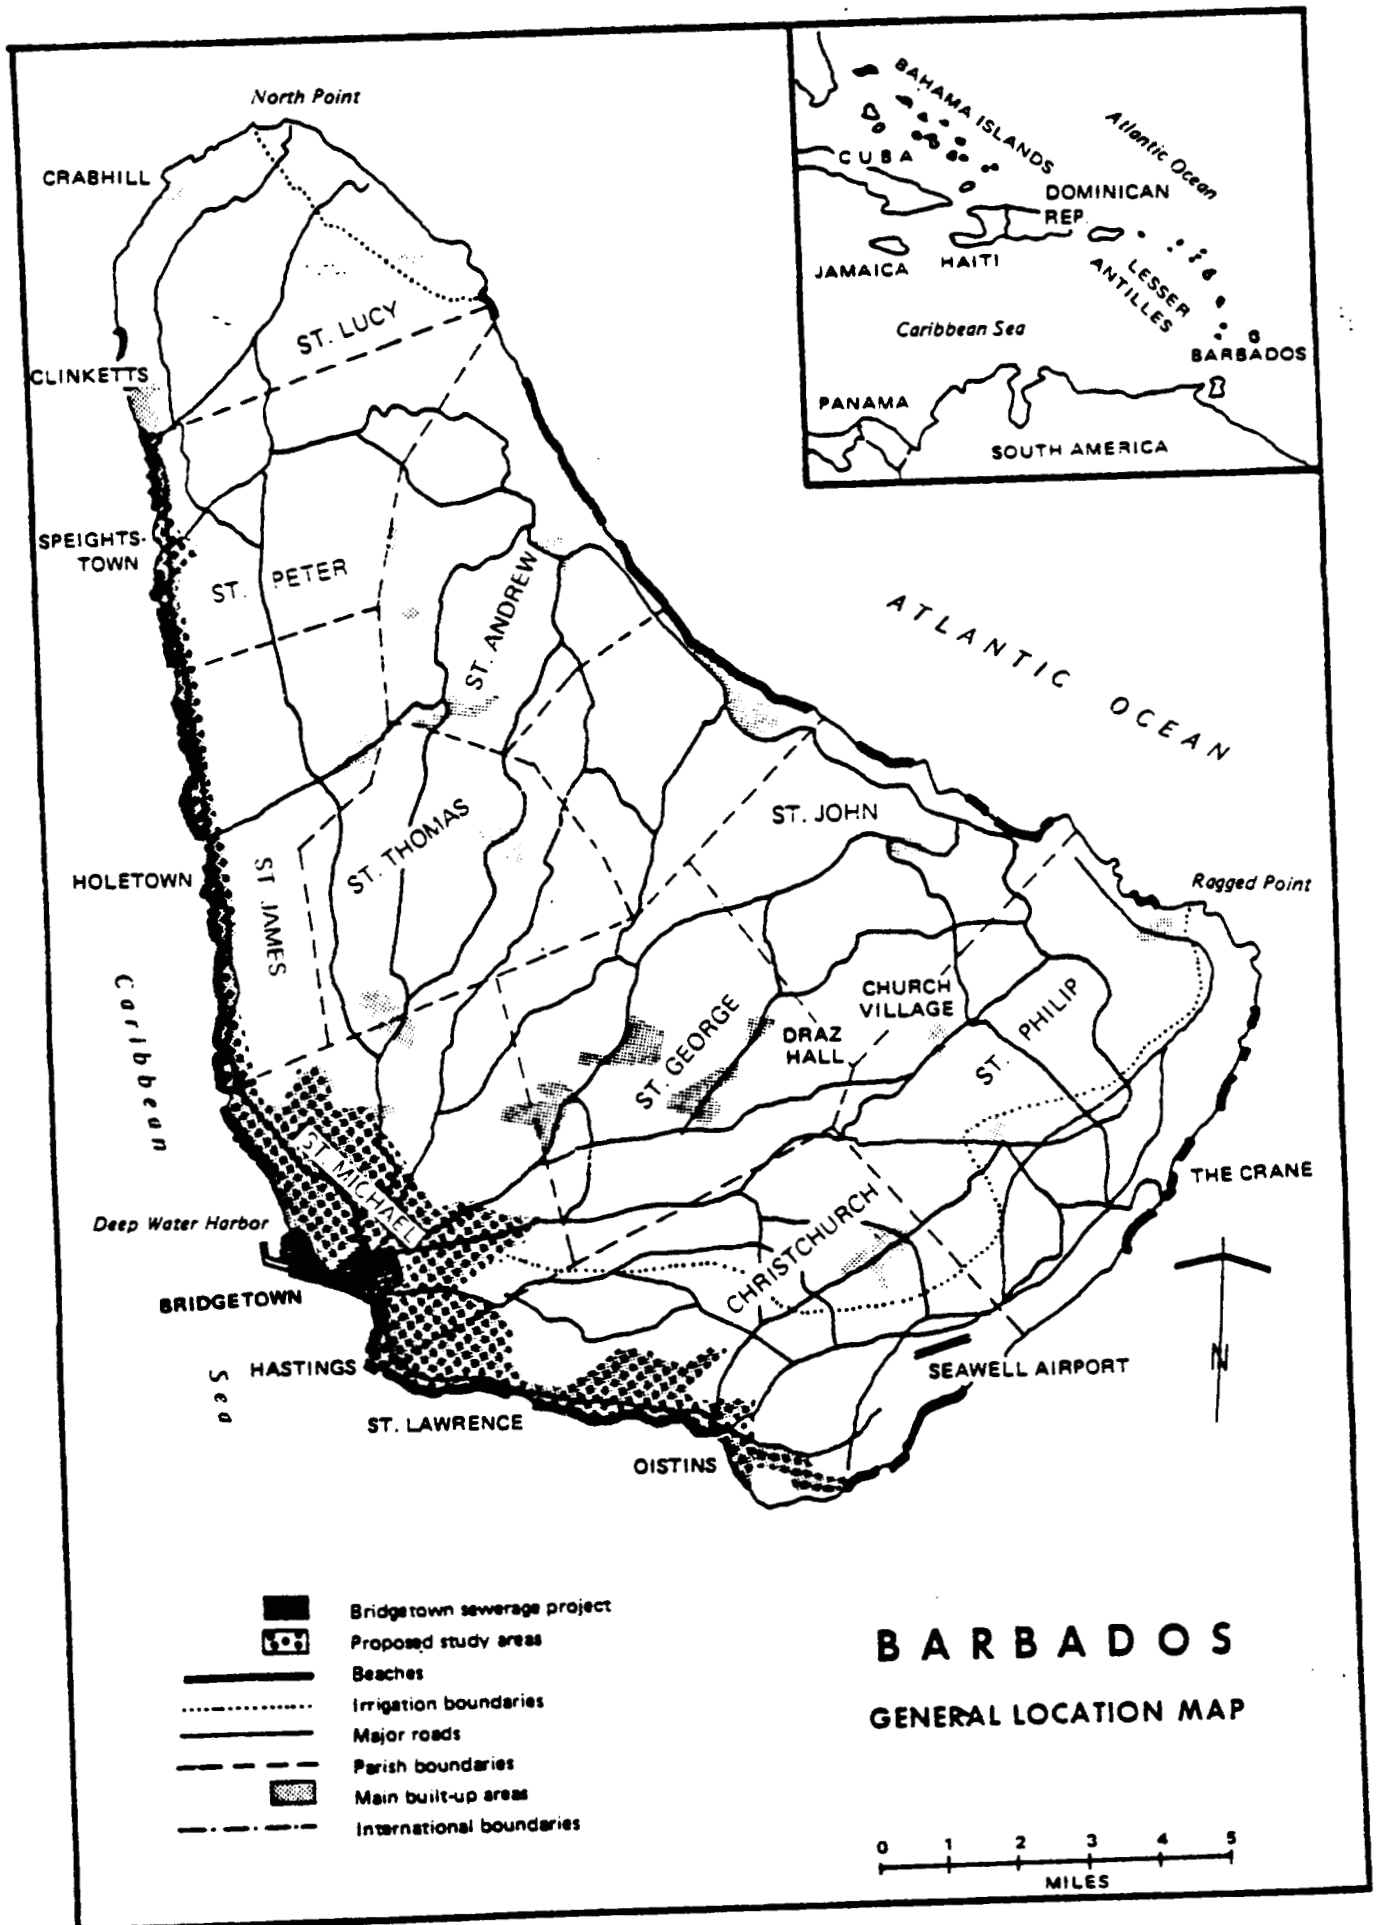 North Point
CRABHILL
ST. LUCY
CLINKETTS
SPEIGHTS-
TOWN
ST. PETER
ST. ANDREW
ST. THOMAS
ST. JOHN
HOLETOWN
ST. JAMES
Ragged Point
CHURCH
VILLAGE
DRAZ
HALL
ST. GEORGE
ST. PHILIP
ST. MICHAEL
THE CRANE
Deep Water Harbor
BRIDGETOWN
CHRISTCHURCH
HASTINGS
SEAWELL AIRPORT
ST. LAWRENCE
OISTINS
Caribbean
Sea
ATLANTIC OCEAN
N
BAHAMA ISLANDS
Atlantic Ocean
CUBA
DOMINICAN
REP.
JAMAICA
HAITI
LESSER
ANTILLES
Caribbean Sea
BARBADOS
PANAMA
SOUTH AMERICA
Bridgetown sewerage project
Proposed study areas
Beaches
Irrigation boundaries
Major roads
Parish boundaries
Main built-up areas
International boundaries
BARBADOS
GENERAL LOCATION MAP
0 1 2 3 4 5
MILES